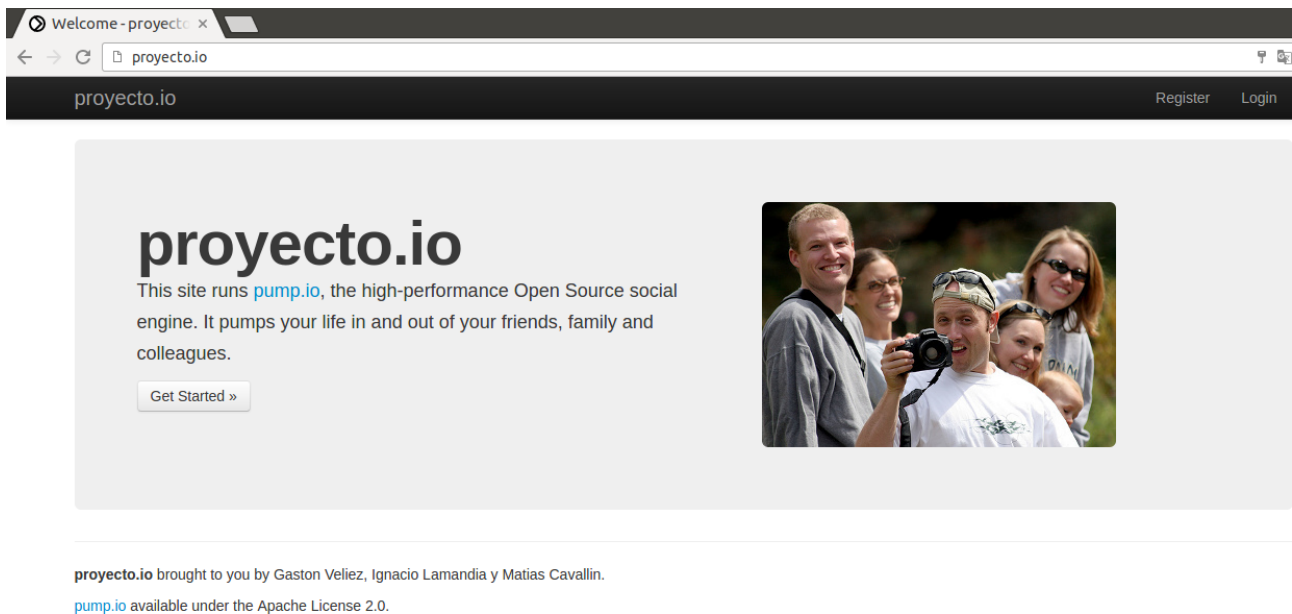 Welcome - proyecto
proyecto.io
proyecto.io
Register
Login
proyecto.io
This site runs pump.io, the high-performance Open Source social
engine. It pumps your life in and out of your friends, family and
colleagues.
Get Started »
proyecto.io brought to you by Gaston Veliez, Ignacio Lamandia y Matias Cavallin.
pump.io available under the Apache License 2.0.